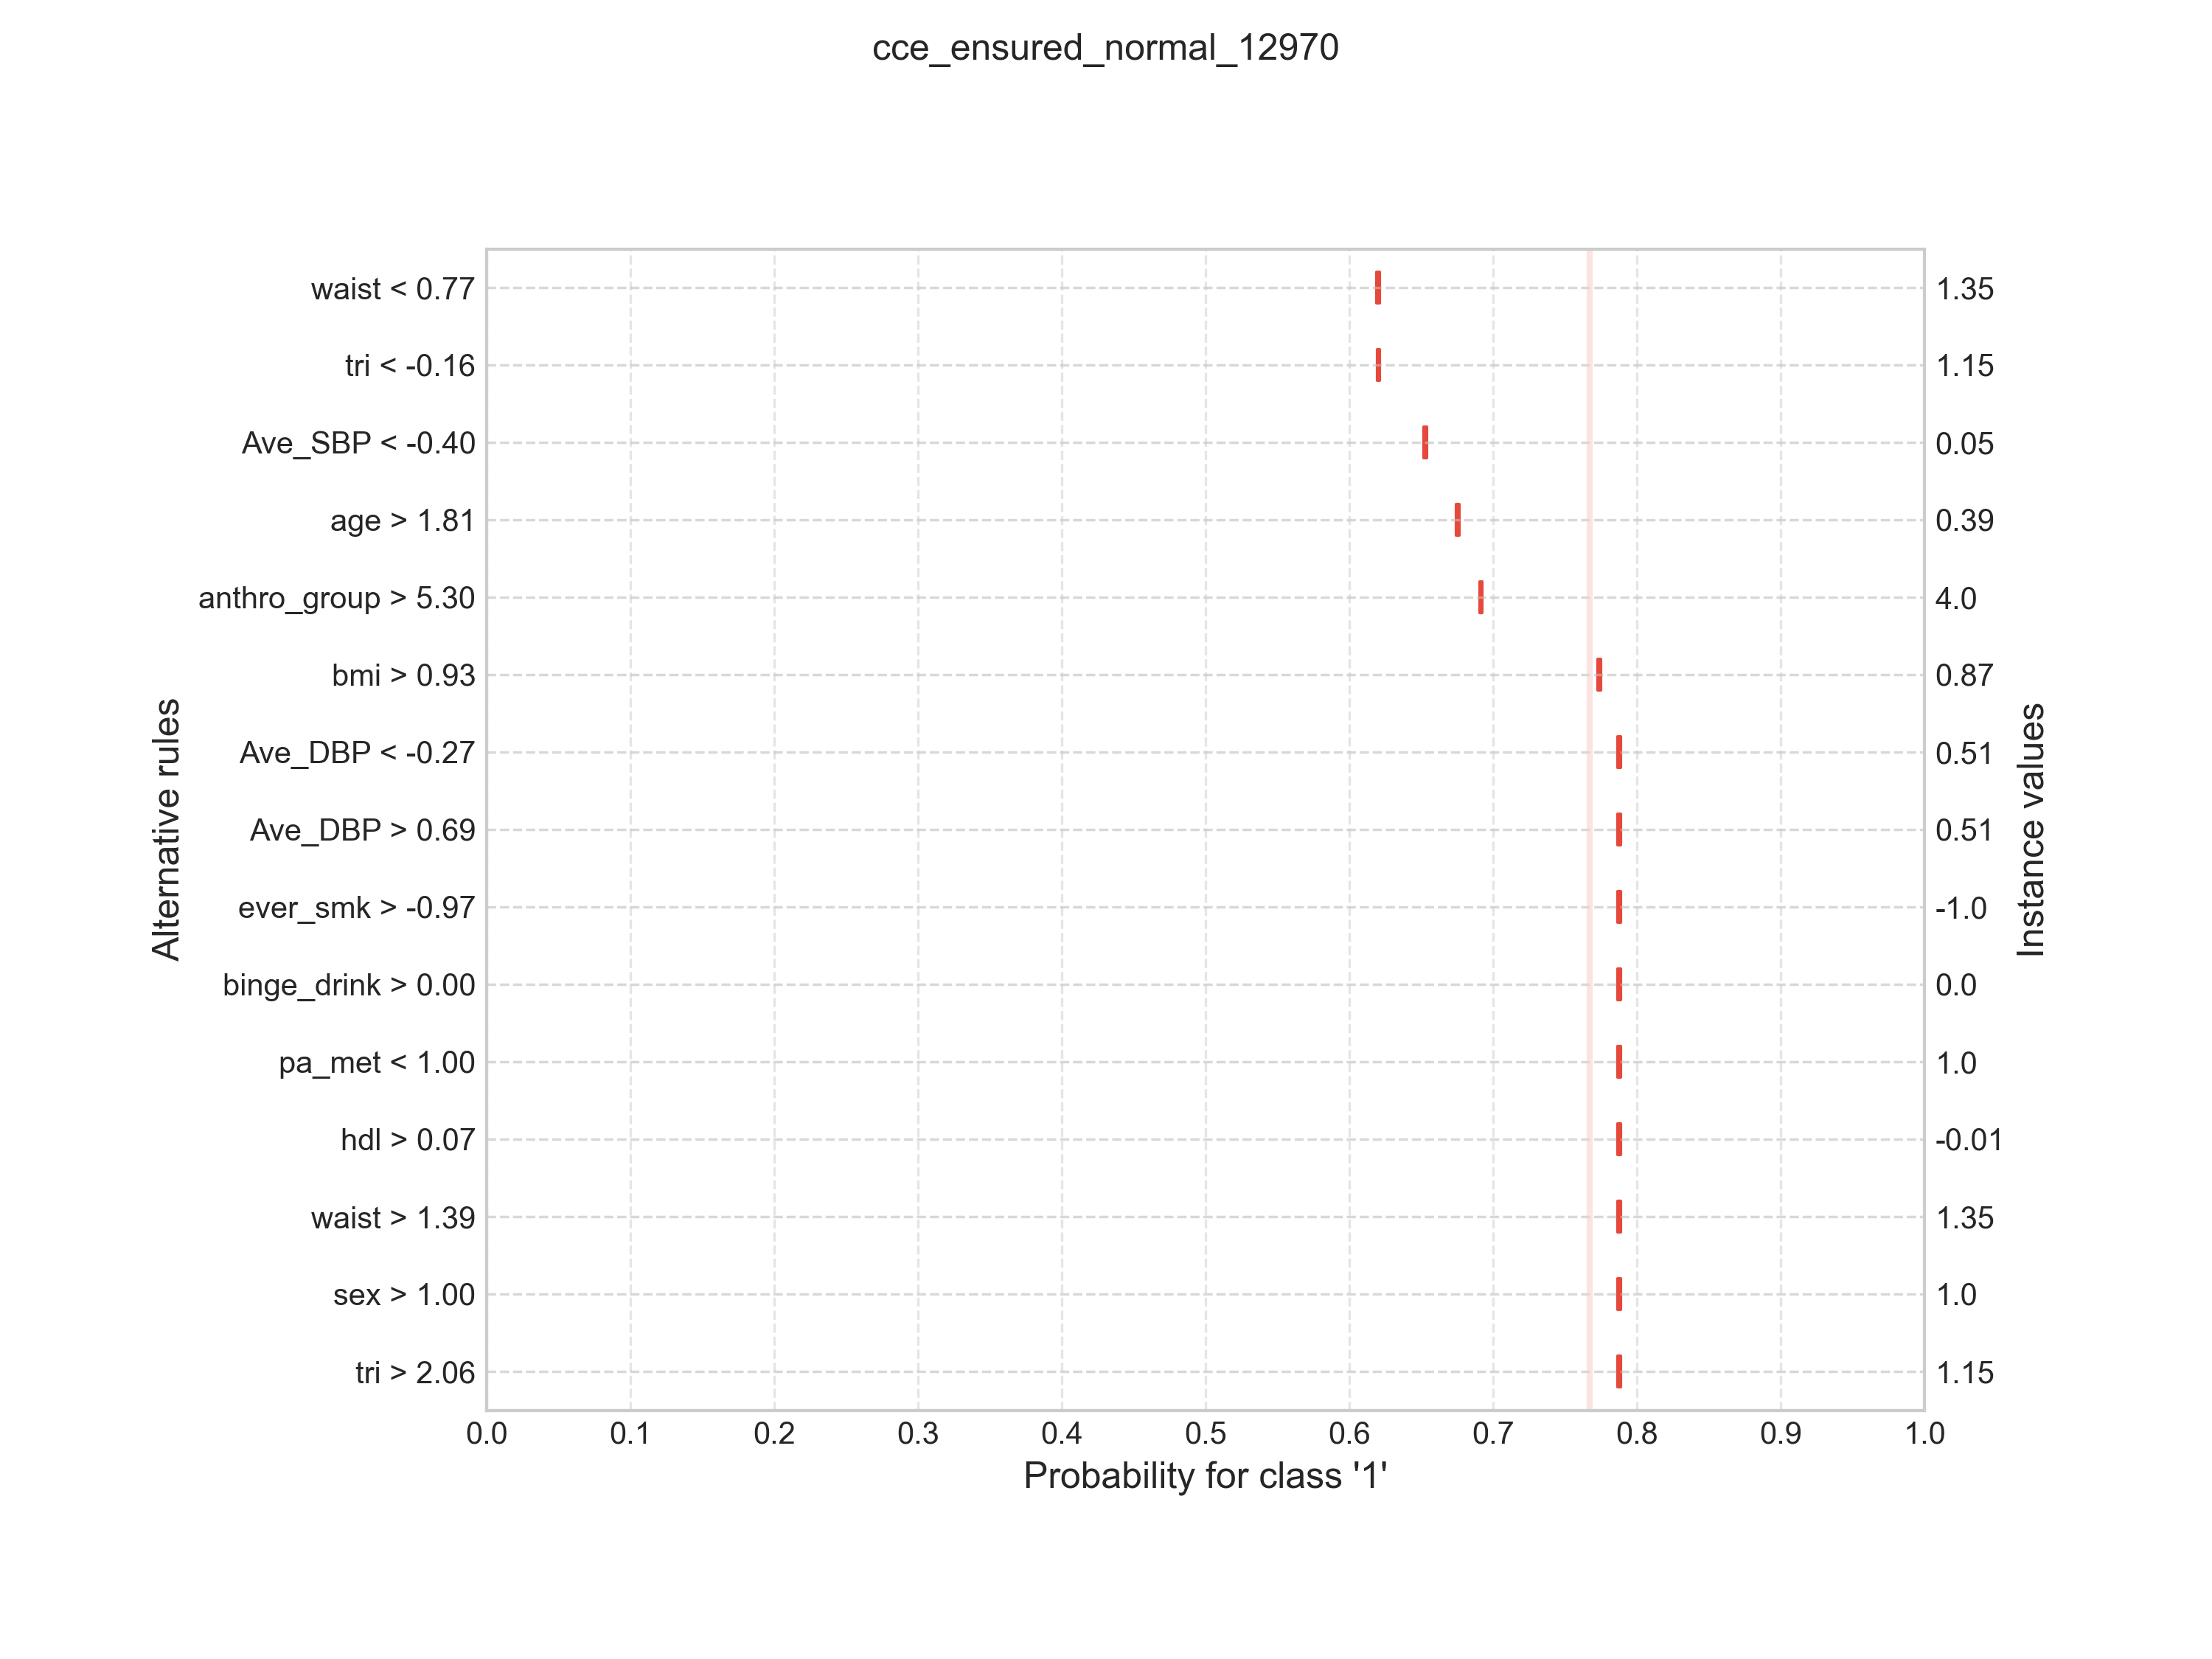 cce_ensured_normal_12970
waist < 0.77 1.35
tri < -0.16 1.15
Ave_SBP < -0.40 0.05
age > 1.81 0.39
anthro_group > 5.30 4.0
bmi > 0.93 0.87
Ave_DBP < -0.27 0.51
Ave_DBP > 0.69 0.51
ever_smk > -0.97 -1.0
binge_drink > 0.00 0.0
pa_met < 1.00 1.0
hdl > 0.07 -0.01
waist > 1.39 1.35
sex > 1.00 1.0
tri > 2.06 1.15
Alternative rules
Instance values
0.0 0.1 0.2 0.3 0.4 0.5 0.6 0.7 0.8 0.9 1.0
Probability for class '1'